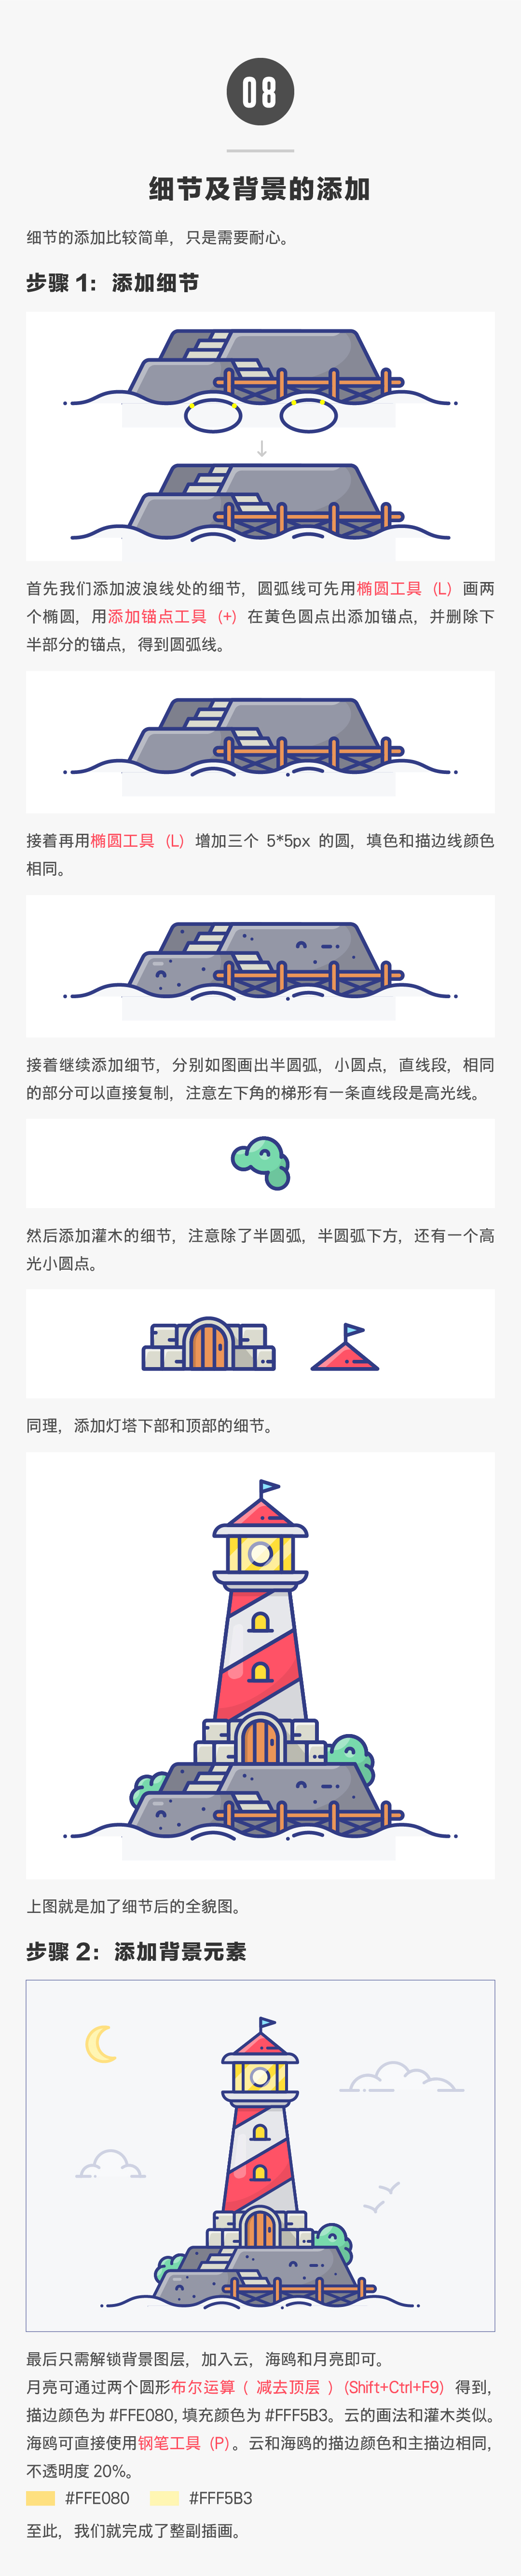 08
细节及背景的添加
细节的添加比较简单，只是需要耐心。
步骤 1：添加细节
首先我们添加波浪线处的细节，圆弧线可先用椭圆工具（L）画两
个椭圆，用添加锚点工具（+）在黄色圆点出添加锚点，并删除下
半部分的锚点，得到圆弧线。
接着再用椭圆工具（L）增加三个 5*5px 的圆，填色和描边线颜色
相同。
接着继续添加细节，分别如图画出半圆弧，小圆点，直线段，相同
的部分可以直接复制，注意左下角的梯形有一条直线段是高光线。
然后添加灌木的细节，注意除了半圆弧，半圆弧下方，还有一个高
光小圆点。
同理，添加灯塔下部和顶部的细节。
上图就是加了细节后的全貌图。
步骤 2：添加背景元素
最后只需解锁背景图层，加入云，海鸥和月亮即可。
月亮可通过两个圆形布尔运算（ 减去顶层 ）(Shift+Ctrl+F9) 得到，
描边颜色为 #FFE080, 填充颜色为 #FFF5B3。云的画法和灌木类似。
海鸥可直接使用钢笔工具（P）。云和海鸥的描边颜色和主描边相同，
不透明度 20%。
#FFE080 #FFF5B3
至此，我们就完成了整副插画。